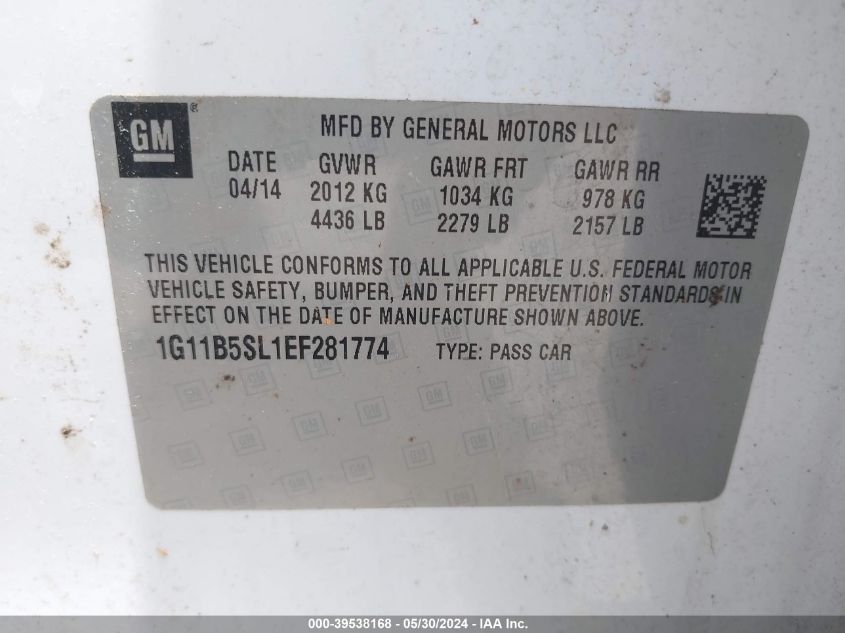 GM ®
MFD BY GENERAL MOTORS LLC
DATE GVWR GAWR FRT GAWR RR
04/14 2012 KG 1034 KG 978 KG
4436 LB 2279 LB 2157 LB
THIS VEHICLE CONFORMS TO ALL APPLICABLE U.S. FEDERAL MOTOR
VEHICLE SAFETY, BUMPER, AND THEFT PREVENTION STANDARDS IN
EFFECT ON THE DATE OF MANUFACTURE SHOWN ABOVE.
1G11B5SL1EF281774 TYPE: PASS CAR
000-39538168 - 05/30/2024 - IAA Inc.